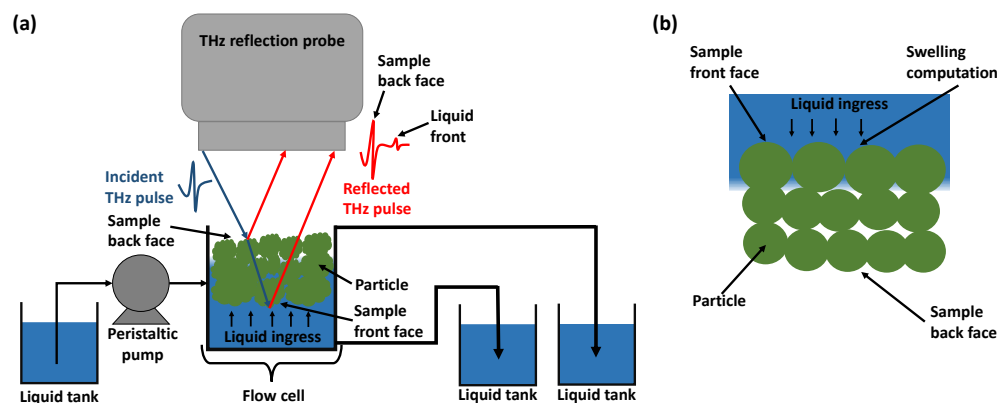 (a)
THz reflection probe
Sample
back face
Liquid
front
Incident
THz pulse
Reflected
THz pulse
Sample
back face
Particle
Sample
front face
Liquid ingress
Peristaltic
pump
Flow cell
Liquid tank
Liquid tank
Liquid tank
(b)
Sample
front face
Swelling
computation
Liquid ingress
Particle
Sample
back face